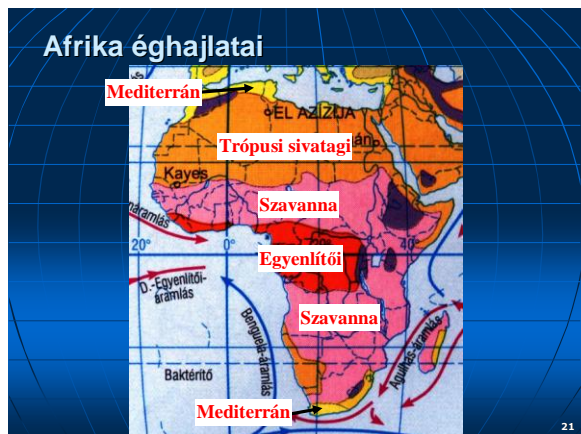 Afrika éghajlatai
Mediterrán
EL AZÍZIJA
Trópusi sivatagi
Kayes
Szavanna
20°
0°
Egyenlítői
40°
D.-Egyenlítői-
áramlás
Szavanna
Benguela-áramlás
Agulhas-áramlás
Baktérítő
Mediterrán
21